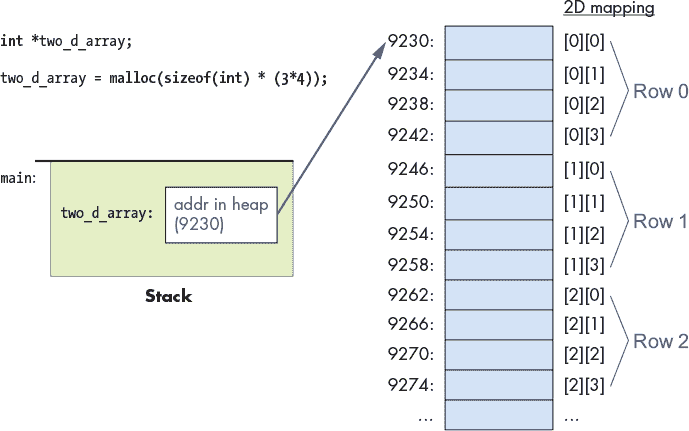 int *two_d_array;
two_d_array = malloc(sizeof(int) * (3*4));
main:
two_d_array:
addr in heap
(9230)
Stack
2D mapping
9230: [0][0]
9234: [0][1]
9238: [0][2]
9242: [0][3]
Row 0
9246: [1][0]
9250: [1][1]
9254: [1][2]
9258: [1][3]
Row 1
9262: [2][0]
9266: [2][1]
9270: [2][2]
9274: [2][3]
Row 2
... ...